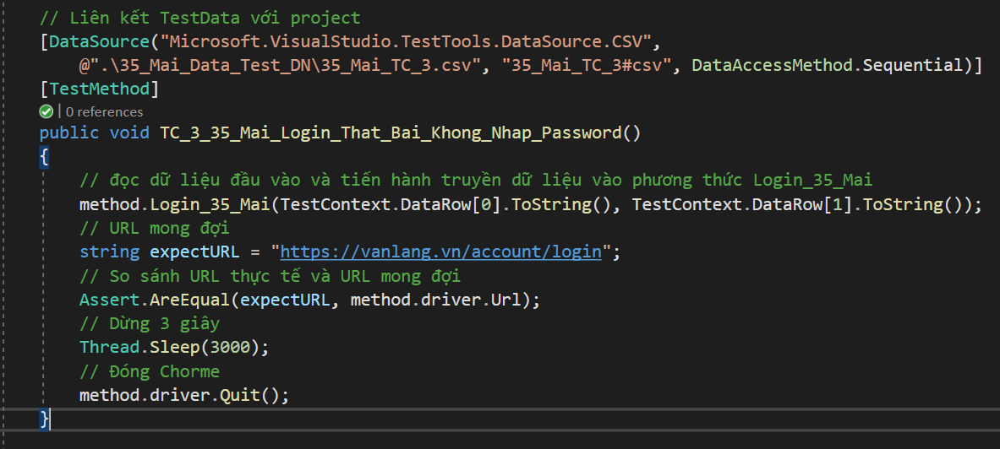 // Liên kết TestData với project
[DataSource("Microsoft.VisualStudio.TestTools.DataSource.CSV",
@".\35_Mai_Data_Test_DN\35_Mai_TC_3.csv", "35_Mai_TC_3#csv", DataAccessMethod.Sequential)]
[TestMethod]
| 0 references
public void TC_3_35_Mai_Login_That_Bai_Khong_Nhap_Password()
{
// đọc dữ liệu đầu vào và tiến hành truyền dữ liệu vào phương thức Login_35_Mai
method.Login_35_Mai(TestContext.DataRow[0].ToString(), TestContext.DataRow[1].ToString());
// URL mong đợi
string expectURL = "https://vanlang.vn/account/login";
// So sánh URL thực tế và URL mong đợi
Assert.AreEqual(expectURL, method.driver.Url);
// Dừng 3 giây
Thread.Sleep(3000);
// Đóng Chorme
method.driver.Quit();
}